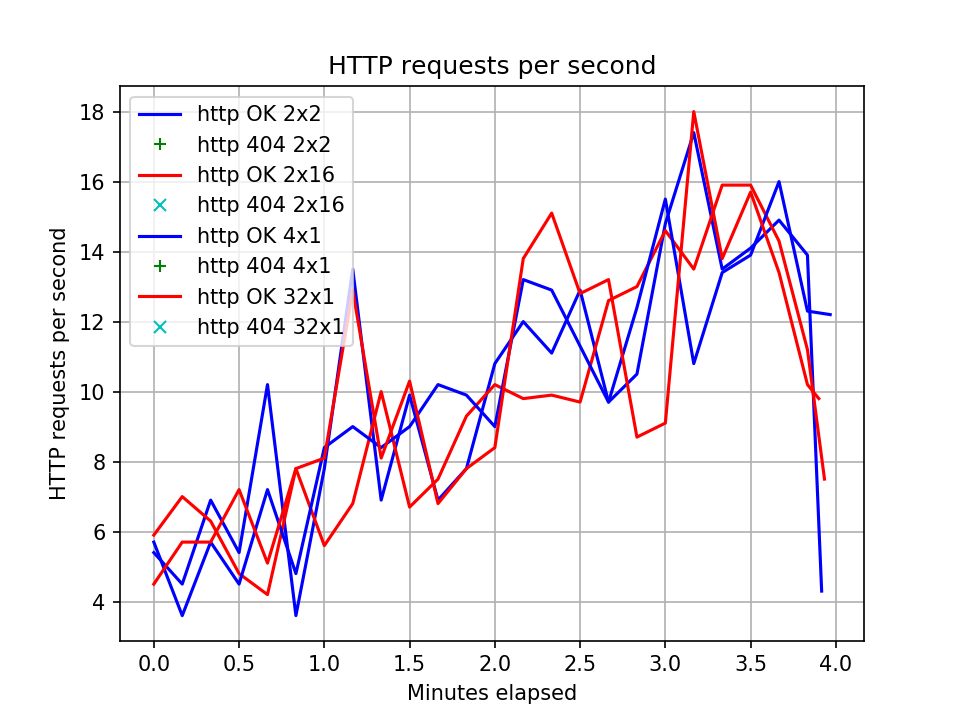 HTTP requests per second
18
16
14
12
10
8
6
4
HTTP requests per second
http OK 2x2
http 404 2x2
http OK 2x16
http 404 2x16
http OK 4x1
http 404 4x1
http OK 32x1
http 404 32x1
0.0 0.5 1.0 1.5 2.0 2.5 3.0 3.5 4.0
Minutes elapsed